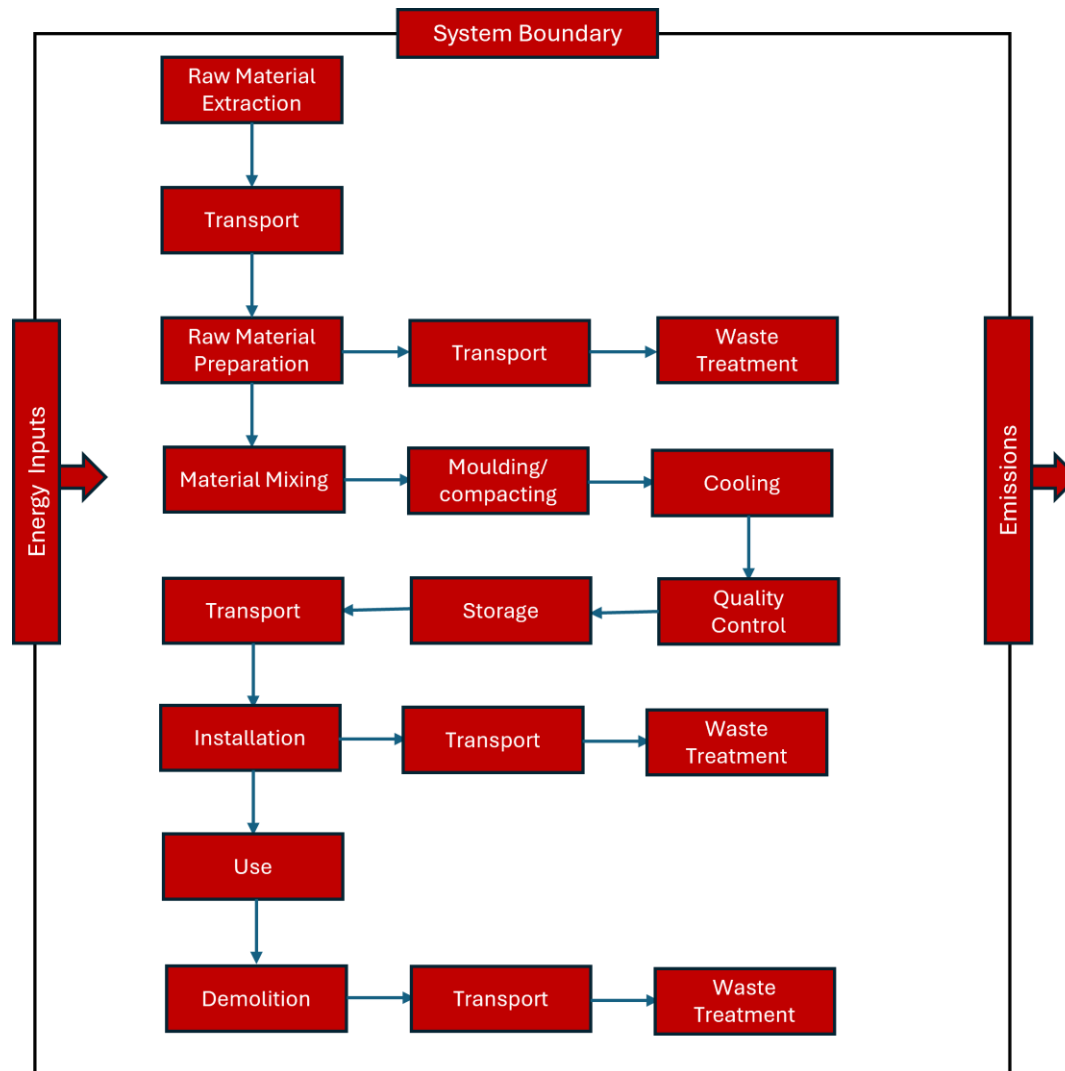 System Boundary
Raw Material
Extraction
Transport
Raw Material
Preparation
Transport
Waste
Treatment
Energy Inputs
Material Mixing
Moulding/
compacting
Cooling
Emissions
Transport
Storage
Quality
Control
Installation
Transport
Waste
Treatment
Use
Demolition
Transport
Waste
Treatment